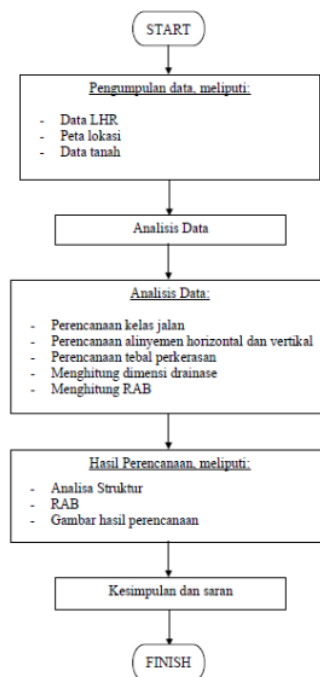 START
Pengumpulan data, meliputi:
- Data LHR
- Peta lokasi
- Data tanah
Analisis Data
Analisis Data:
- Perencanaan kelas jalan
- Perencanaan alinyemen horizontal dan vertikal
- Perencanaan tebal perkerasan
- Menghitung dimensi drainase
- Menghitung RAB
Hasil Perencanaan, meliputi:
- Analisa Struktur
- RAB
- Gambar hasil perencanaan
Kesimpulan dan saran
FINISH